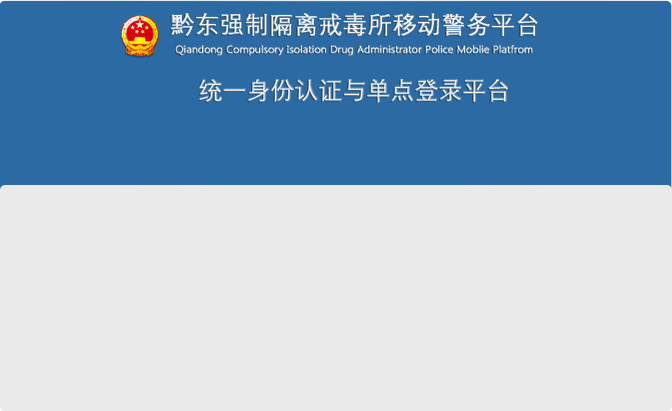 黔东强制隔离戒毒所移动警务平台
Qiandong Compulsory Isolation Drug Administrator Police Moblie Platfrom
统一身份认证与单点登录平台